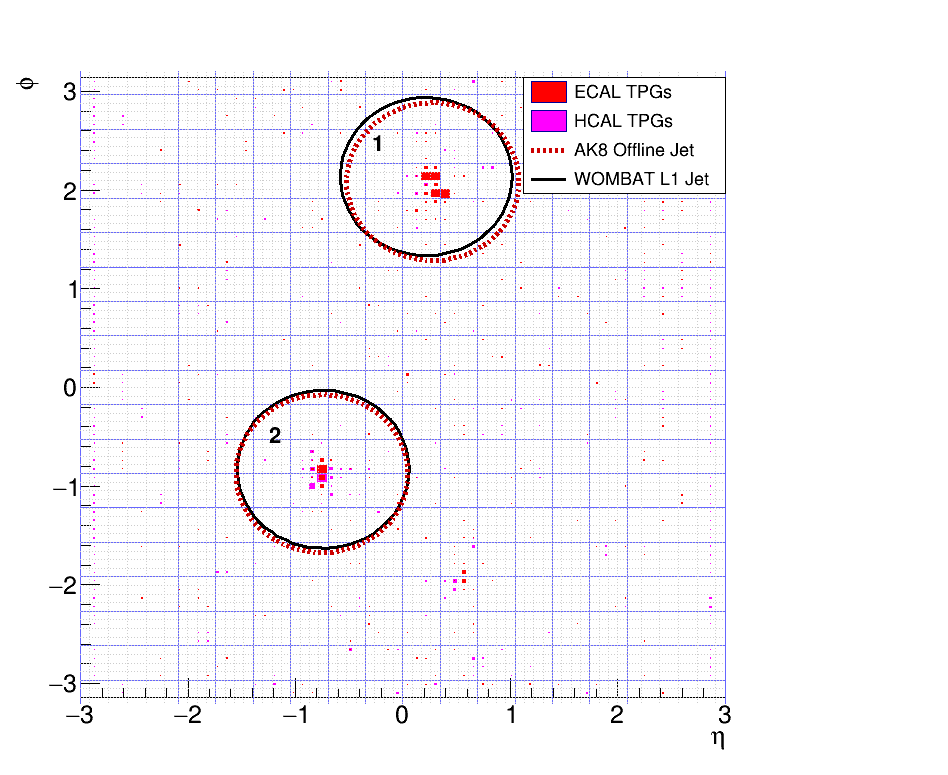 φ
3
2
1
0
−1
−2
−3
−3 −2 −1 0 1 2 3
η
ECAL TPGs
HCAL TPGs
AK8 Offline Jet
WOMBAT L1 Jet
1
2